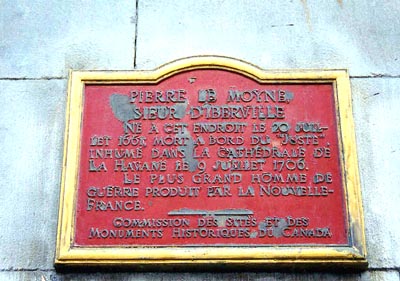 PIERRE LE MOYNE
SIEUR D'IBERVILLE
NÉ A CET ENDROIT LE 20 JUIL-
LET 1661, MORT A BORD DU "JUSTE"
INHUMÉ DANS LA CATHÉDRALE DE
LA HAVANE LE 9 JUILLET 1706.
LE PLUS GRAND HOMME DE
GUERRE PRODUIT PAR LA NOUVELLE-
FRANCE.
COMMISSION DES SITES ET DES
MONUMENTS HISTORIQUES DU CANADA